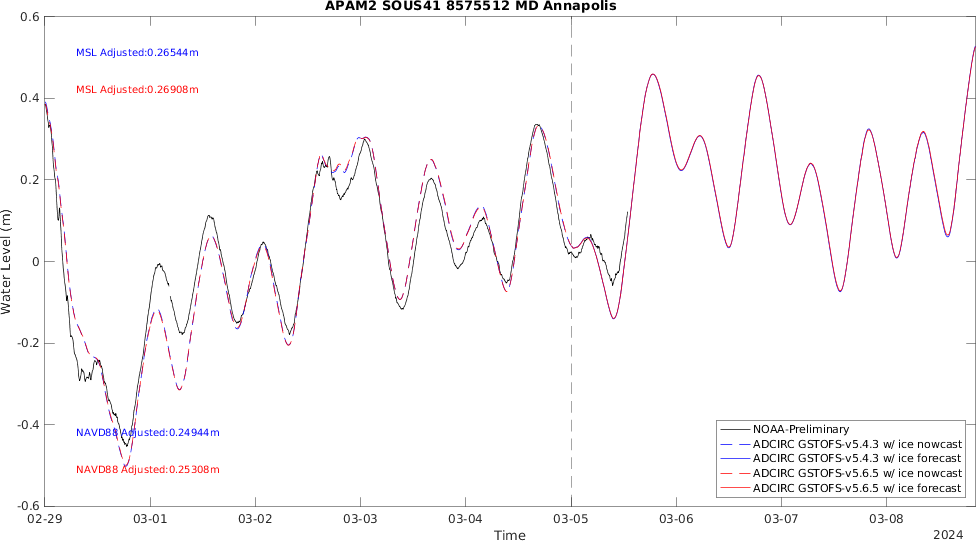 APAM2 SOUS41 8575512 MD Annapolis
0.6
MSL Adjusted:0.26544m
MSL Adjusted:0.26908m
0.4
0.2
0
-0.2
-0.4
-0.6
Water Level (m)
NAVD88 Adjusted:0.24944m
NAVD88 Adjusted:0.25308m
NOAA-Preliminary
ADCIRC GSTOFS-v5.4.3 w/ ice nowcast
ADCIRC GSTOFS-v5.4.3 w/ ice forecast
ADCIRC GSTOFS-v5.6.5 w/ ice nowcast
ADCIRC GSTOFS-v5.6.5 w/ ice forecast
02-29 03-01 03-02 03-03 03-04 03-05 03-06 03-07 03-08
Time
2024